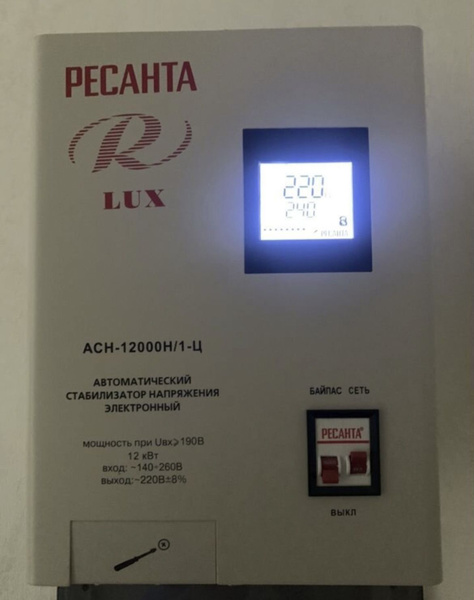 РЕСАНТА
R
LUX
220
240
РЕСАНТА
АСН-12000Н/1-Ц
АВТОМАТИЧЕСКИЙ
СТАБИЛИЗАТОР НАПРЯЖЕНИЯ
ЭЛЕКТРОННЫЙ
мощность при Uвх⩾190В
12 кВт
вход: ~140-260В
выход:~220В±8%
БАЙПАС СЕТЬ
РЕСАНТА®
ВЫКЛ